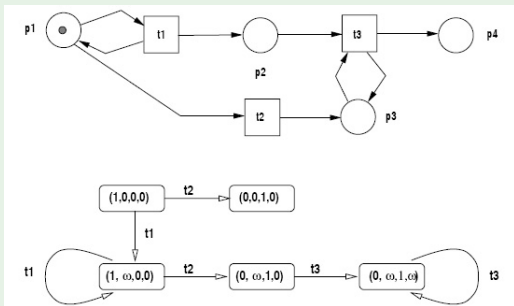 p1
t1
p2
t3
p4
t2
p3
(1,0,0,0)
t2
(0,0,1,0)
t1
t1
(1, ω,0,0)
t2
(0, ω,1,0)
t3
(0, ω,1,ω)
t3